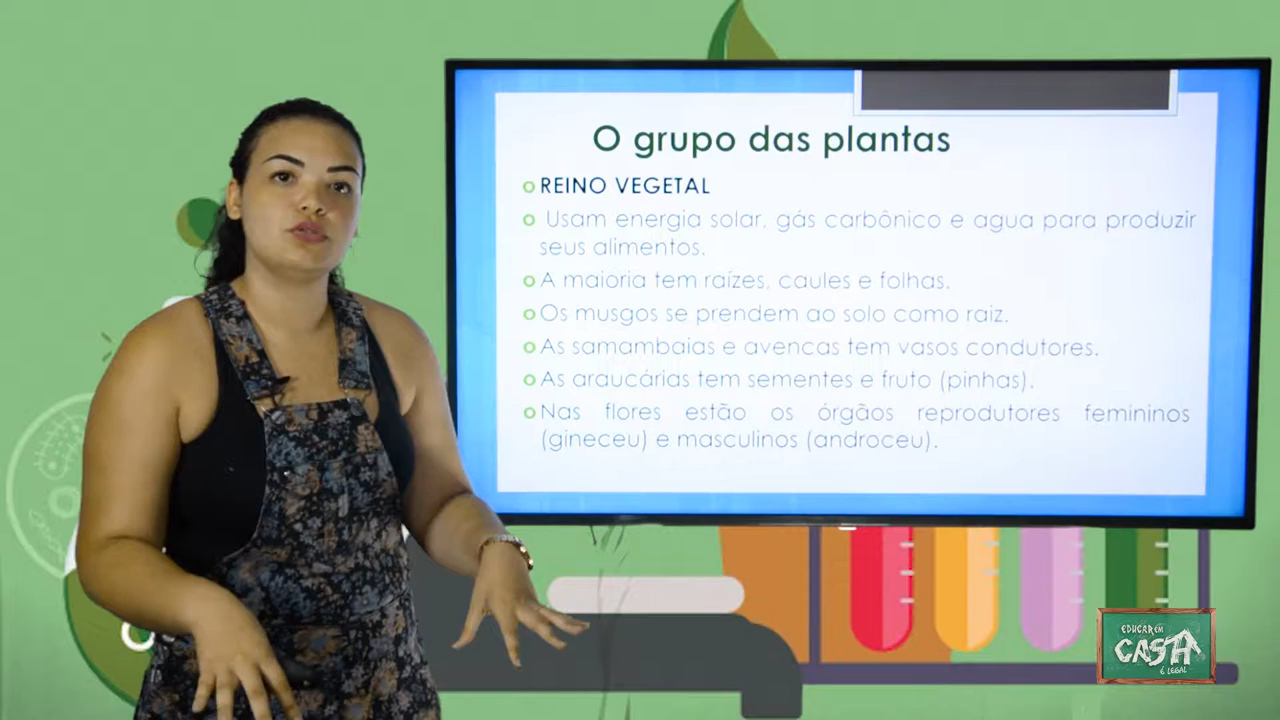 O grupo das plantas
REINO VEGETAL
Usam energia solar, gás carbônico e agua para produzir
seus alimentos.
A maioria tem raízes, caules e folhas.
Os musgos se prendem ao solo como raiz.
As samambaias e avencas tem vasos condutores.
As araucárias tem sementes e fruto (pinhas).
Nas flores estão os órgãos reprodutores femininos
(gineceu) e masculinos (androceu).
EDUCAR EM
CASA
É LEGAL